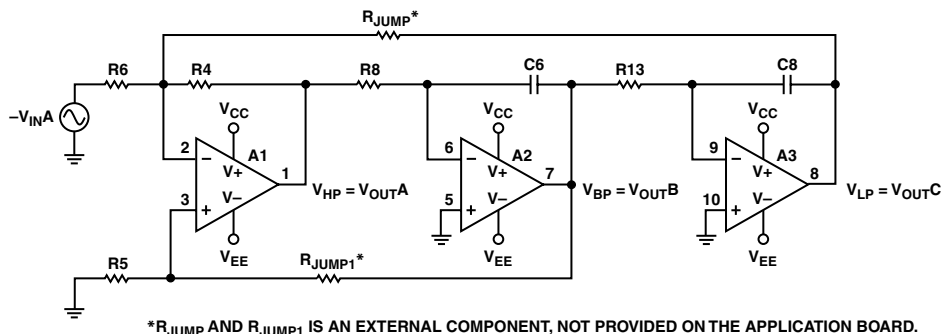 RJUMP*
R6
R4
R8
C6
R13
C8
–VINA
VCC
VCC
VCC
2
–
A1
V+
1
6
–
A2
V+
7
9
–
A3
V+
8
3
+
V–
VHP = VOUTA
5
+
V–
VBP = VOUTB
10
+
V–
VLP = VOUTC
VEE
VEE
VEE
R5
RJUMP1*
*RJUMP AND RJUMP1 IS AN EXTERNAL COMPONENT, NOT PROVIDED ON THE APPLICATION BOARD.